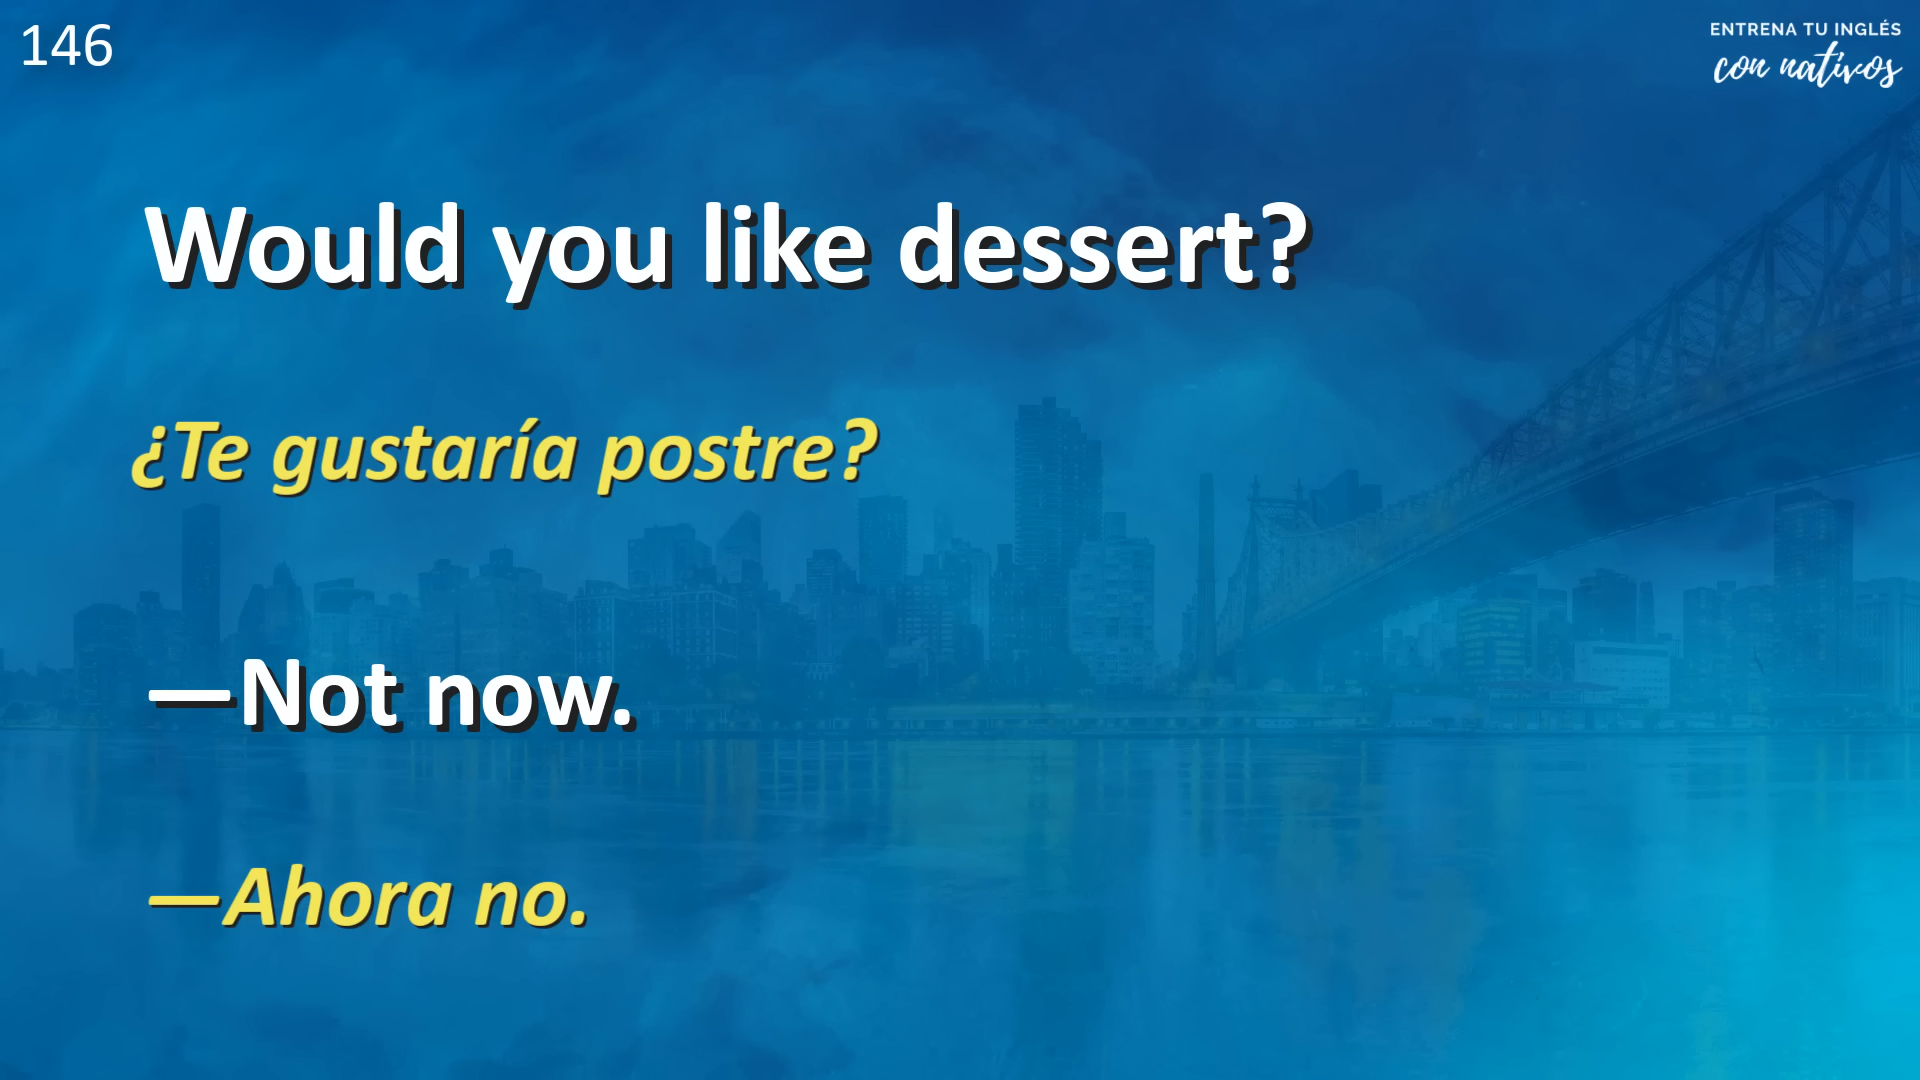 146
ENTRENA TU INGLÉS
con nativos
Would you like dessert?
¿Te gustaría postre?
—Not now.
—Ahora no.